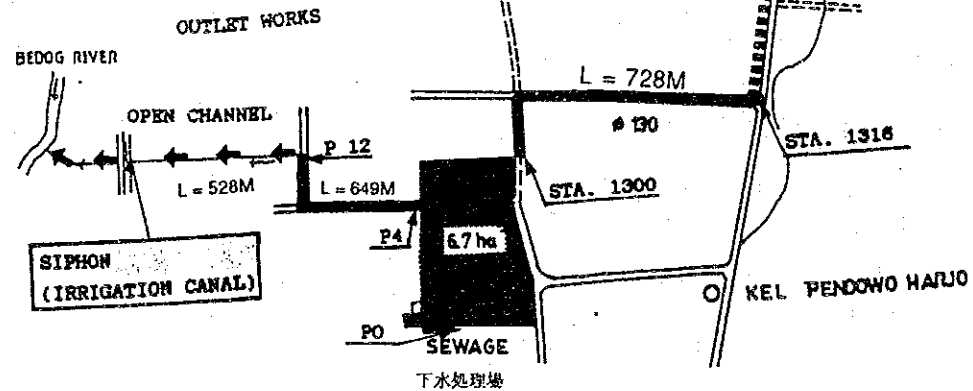 OUTLET WORKS
BEDOG RIVER
OPEN CHANNEL
L = 728M
ø 130
STA. 1316
P 12
L = 528M
L = 649M
STA. 1300
P4
6.7 ha
SIPHON
(IRRIGATION CANAL)
KEL PENDOWO HARJO
PO
SEWAGE
下水処理場